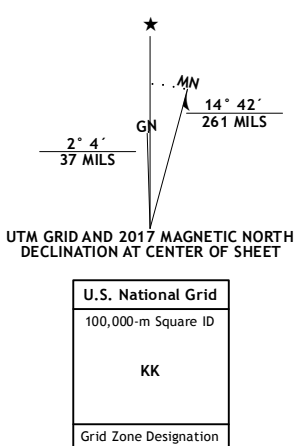 ★
MN
GN
14° 42´
261 MILS
2° 4´
37 MILS
UTM GRID AND 2017 MAGNETIC NORTH
DECLINATION AT CENTER OF SHEET
U.S. National Grid
100,000-m Square ID
KK
Grid Zone Designation